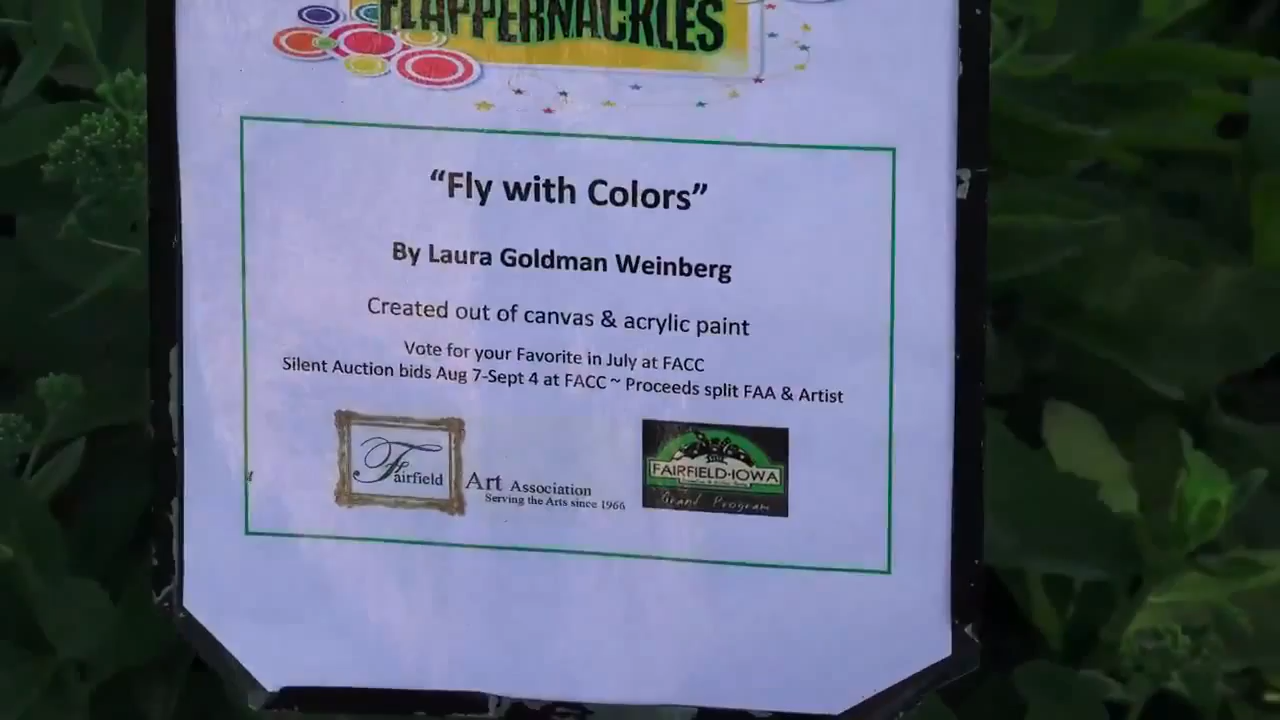 FLAPPERNACKLES
“Fly with Colors”
By Laura Goldman Weinberg
Created out of canvas & acrylic paint
Vote for your Favorite in July at FACC
Silent Auction bids Aug 7-Sept 4 at FACC ~ Proceeds split FAA & Artist
Fairfield
Art Association
Serving the Arts since 1966
FAIRFIELD·IOWA
Grant Program